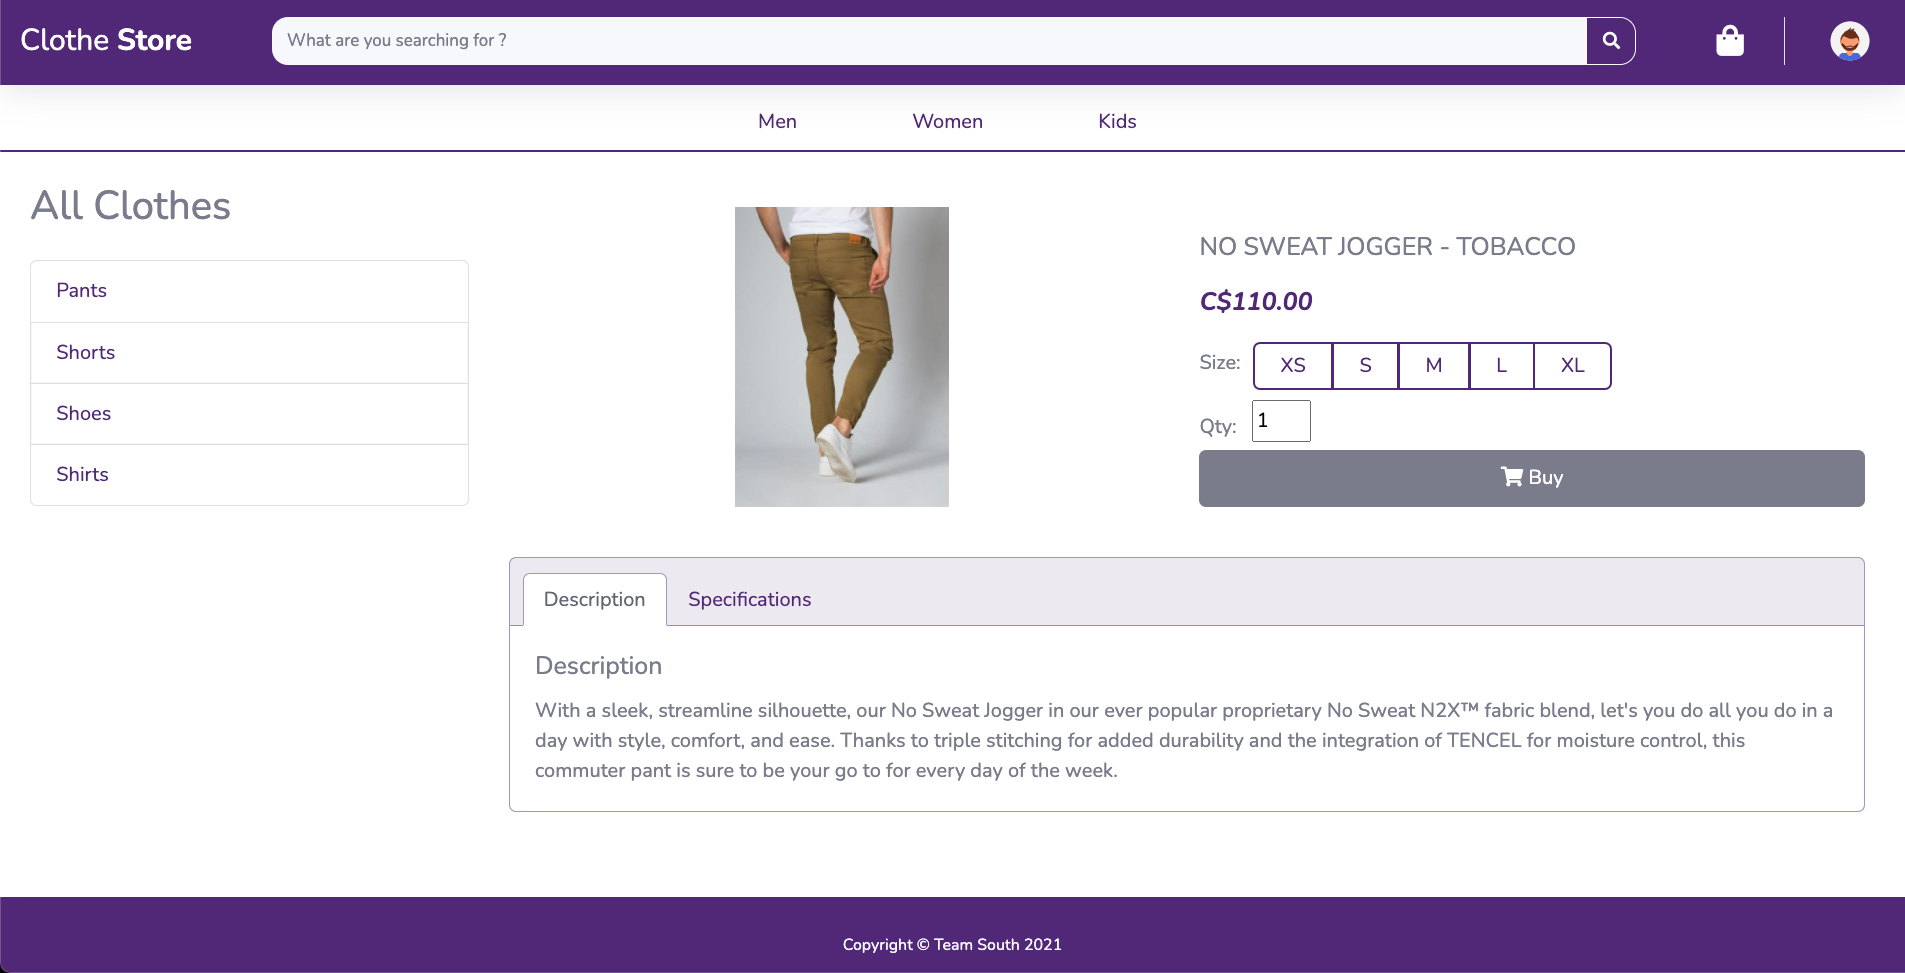 Clothe Store
What are you searching for ?
Men Women Kids
All Clothes
Pants
Shorts
Shoes
Shirts
NO SWEAT JOGGER - TOBACCO
C$110.00
Size: XS S M L XL
Qty: 1
Buy
Description Specifications
Description
With a sleek, streamline silhouette, our No Sweat Jogger in our ever popular proprietary No Sweat N2X™ fabric blend, let's you do all you do in a
day with style, comfort, and ease. Thanks to triple stitching for added durability and the integration of TENCEL for moisture control, this
commuter pant is sure to be your go to for every day of the week.
Copyright © Team South 2021